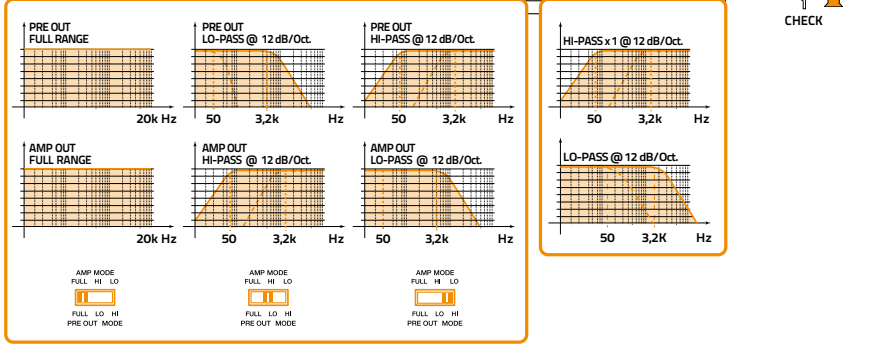 CHECK
PRE OUT
FULL RANGE
20k Hz
PRE OUT
LO-PASS @ 12 dB/Oct.
50 3,2k Hz
PRE OUT
HI-PASS @ 12 dB/Oct.
50 3,2k Hz
HI-PASS x 1 @ 12 dB/Oct.
50 3,2k Hz
AMP OUT
FULL RANGE
20k Hz
AMP OUT
HI-PASS @ 12 dB/Oct.
50 3,2k Hz
AMP OUT
LO-PASS @ 12 dB/Oct.
50 3,2k Hz
LO-PASS @ 12 dB/Oct.
50 3,2K Hz
AMP MODE
FULL HI LO
FULL LO HI
PRE OUT MODE
AMP MODE
FULL HI LO
FULL LO HI
PRE OUT MODE
AMP MODE
FULL HI LO
FULL LO HI
PRE OUT MODE